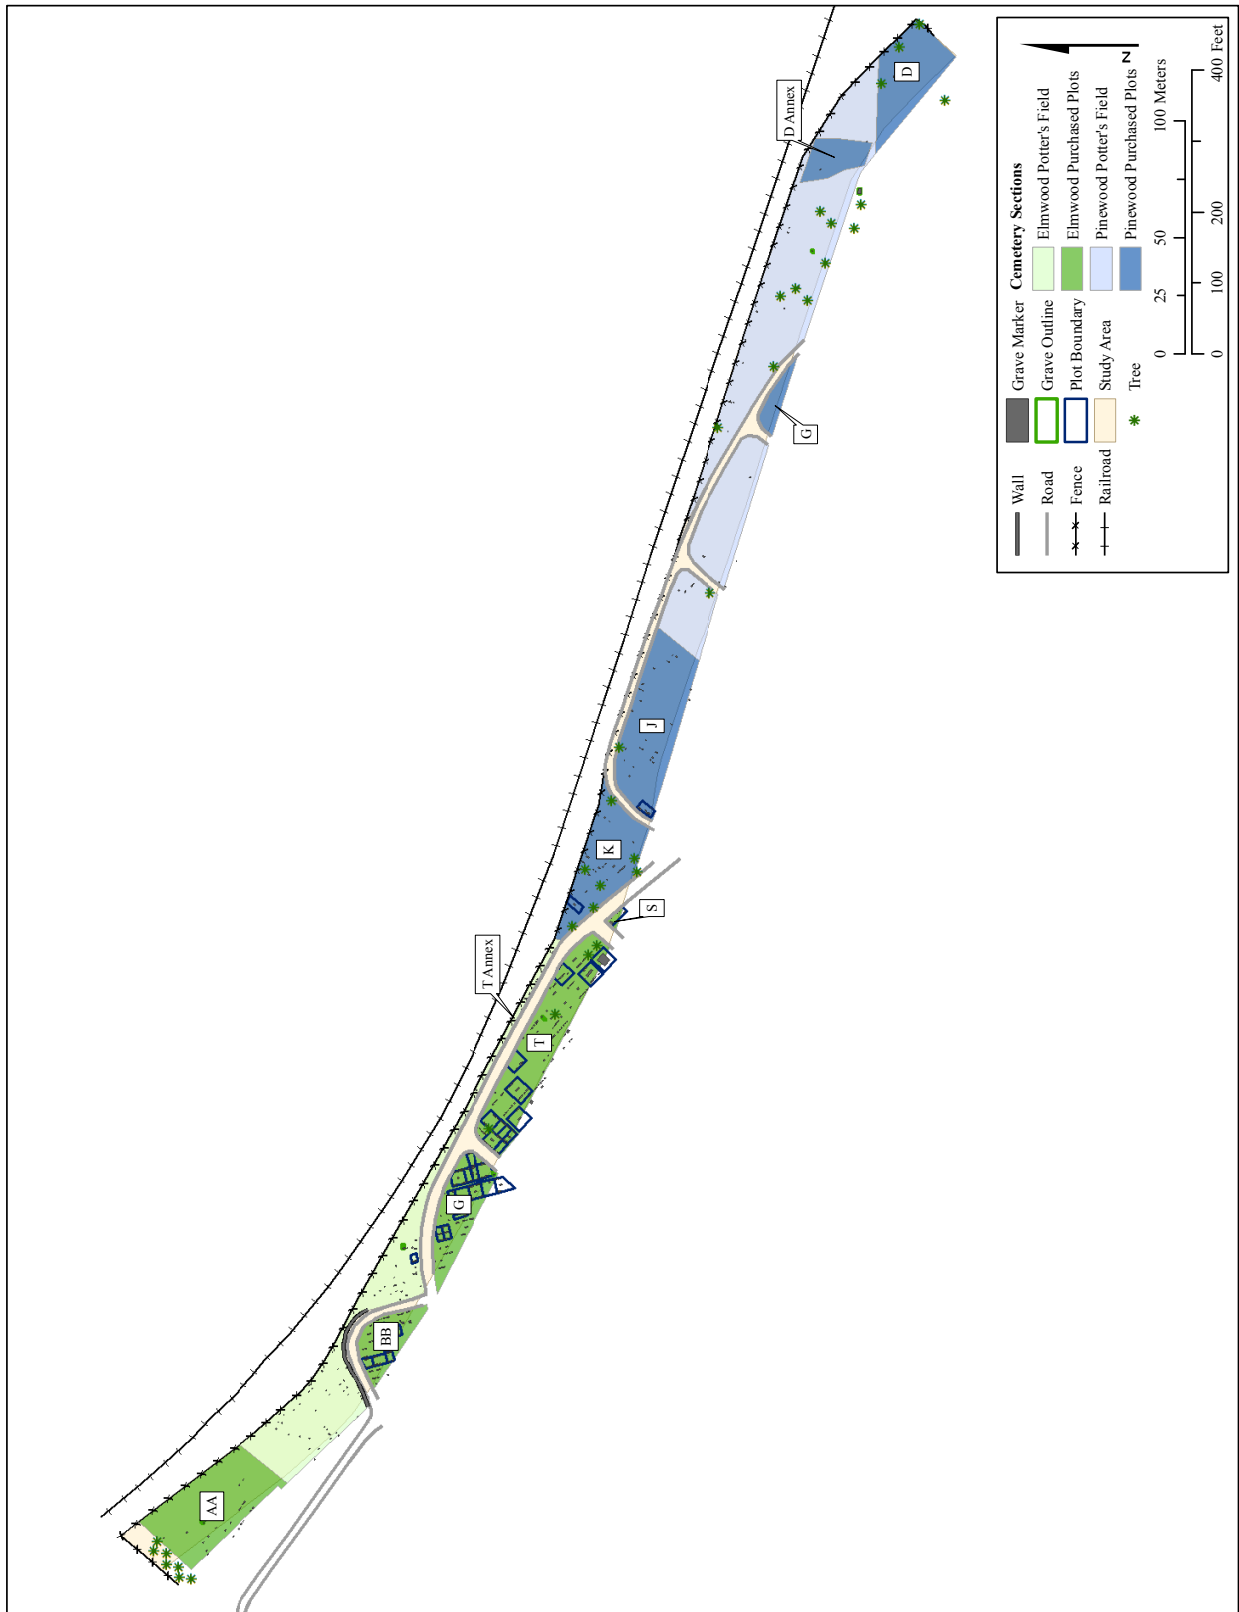 AA
BB
G
T
T Annex
S
K
J
G
D Annex
D
Wall
Road
Fence
Railroad
Grave Marker
Grave Outline
Plot Boundary
Study Area
Tree
Cemetery Sections
Elmwood Potter's Field
Elmwood Purchased Plots
Pinewood Potter's Field
Pinewood Purchased Plots
0 25 50 100 Meters
0 100 200 400 Feet
N